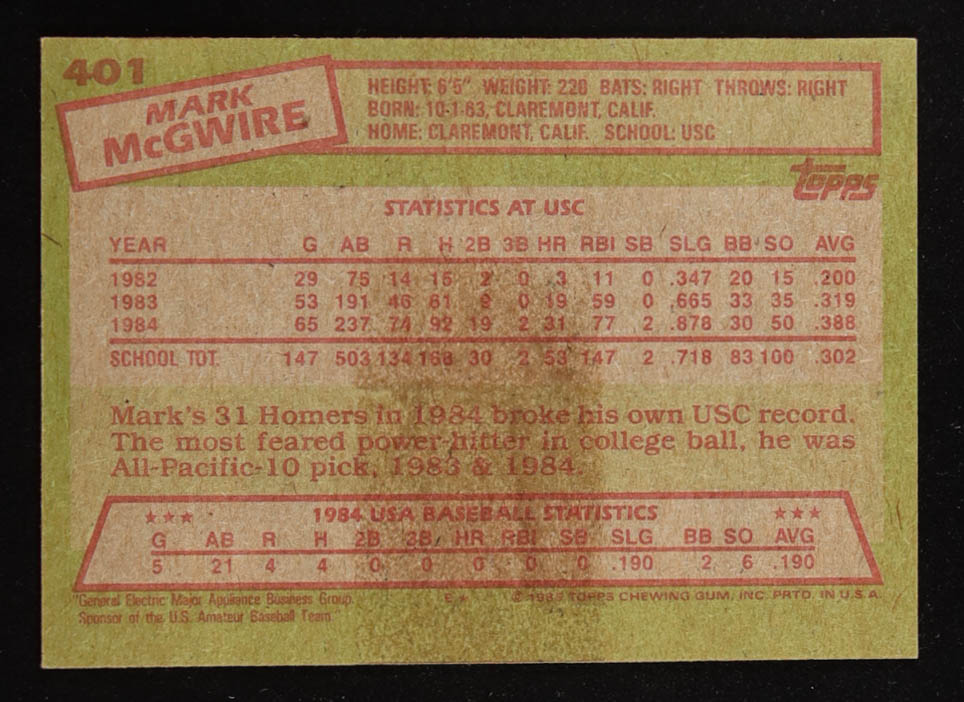 401
MARK
McGWIRE
HEIGHT: 6'5" WEIGHT: 220 BATS: RIGHT THROWS: RIGHT
BORN: 10-1-63, CLAREMONT, CALIF.
HOME: CLAREMONT, CALIF. SCHOOL: USC
TOPPS
STATISTICS AT USC
YEAR G AB R H 2B 3B HR RBI SB SLG BB SO AVG
1982 29 75 14 15 2 0 3 11 0 .347 20 15 .200
1983 53 191 46 61 9 0 19 59 0 .665 33 35 .319
1984 65 237 74 92 19 2 31 77 2 .878 30 50 .388
SCHOOL TOT. 147 503 134 168 30 2 53 147 2 .718 83 100 .302
Mark's 31 Homers in 1984 broke his own USC record.
The most feared power-hitter in college ball, he was
All-Pacific-10 pick, 1983 & 1984.
★★★ 1984 USA BASEBALL STATISTICS ★★★
G AB R H 2B 3B HR RBI SB SLG BB SO AVG
5 21 4 4 0 0 0 0 0 .190 2 6 .190
"General Electric Major Appliance Business Group. E★ © 1985 TOPPS CHEWING GUM, INC. PRTD. IN U.S.A.
Sponsor of the U.S. Amateur Baseball Team"